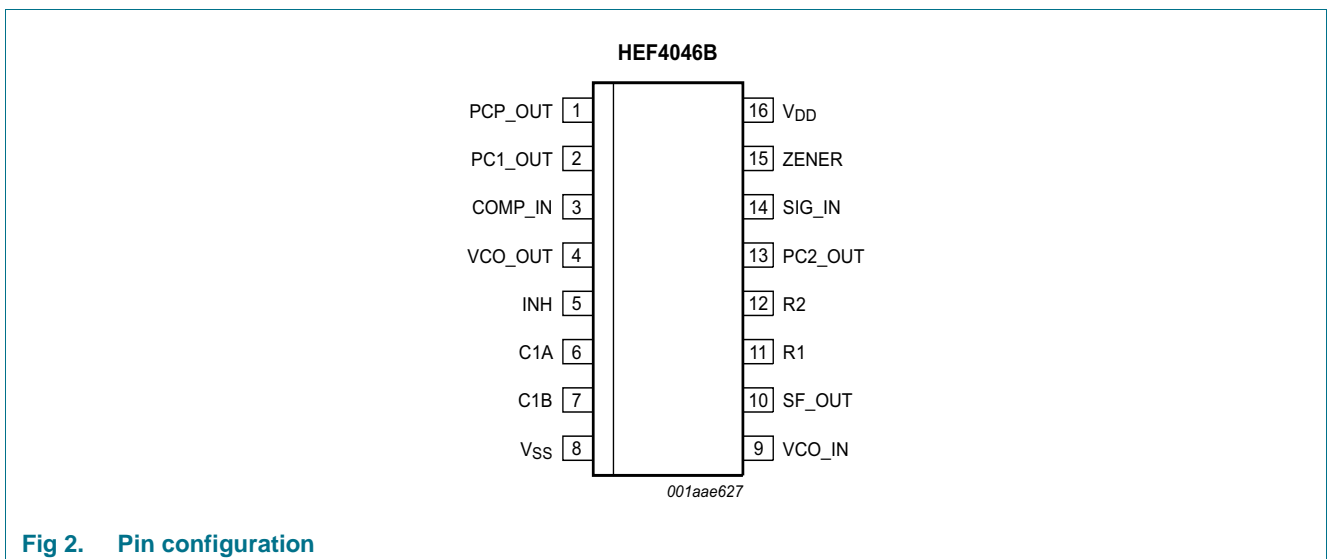 HEF4046B
PCP_OUT 1 16 VDD
PC1_OUT 2 15 ZENER
COMP_IN 3 14 SIG_IN
VCO_OUT 4 13 PC2_OUT
INH 5 12 R2
C1A 6 11 R1
C1B 7 10 SF_OUT
VSS 8 9 VCO_IN
001aae627
Fig 2. Pin configuration